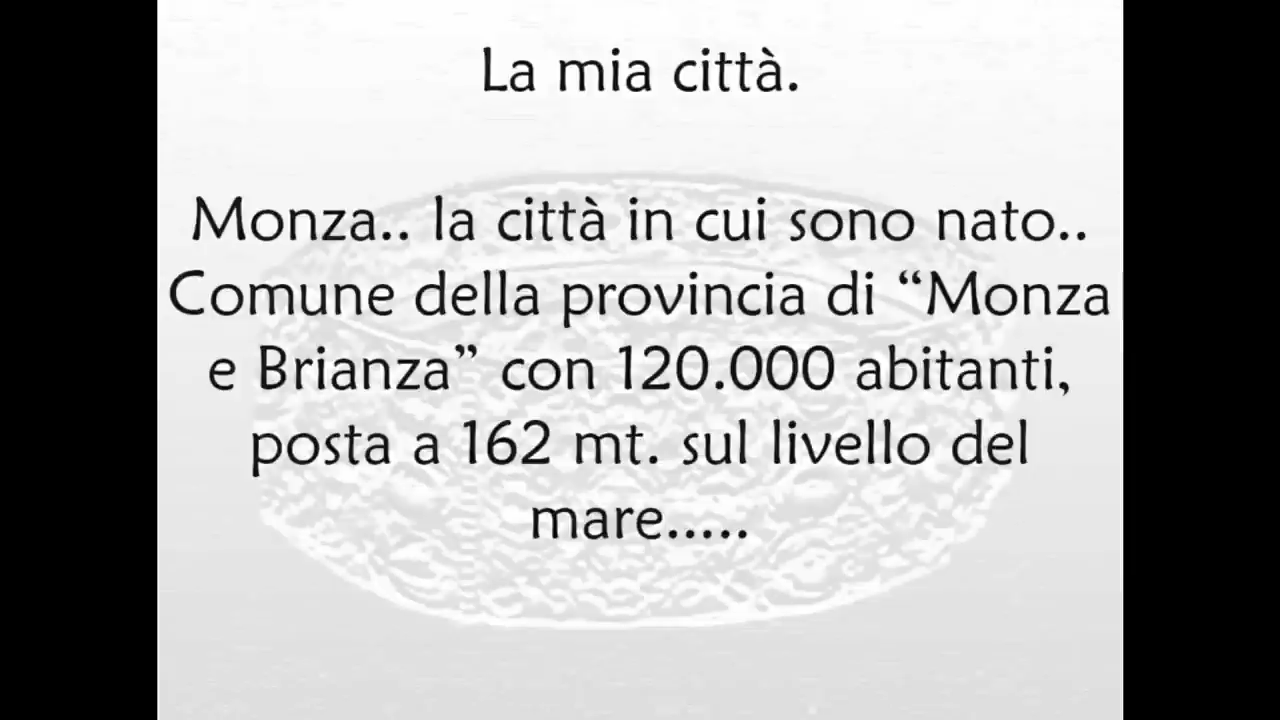 La mia città.
Monza.. la città in cui sono nato..
Comune della provincia di “Monza
e Brianza” con 120.000 abitanti,
posta a 162 mt. sul livello del
mare.....